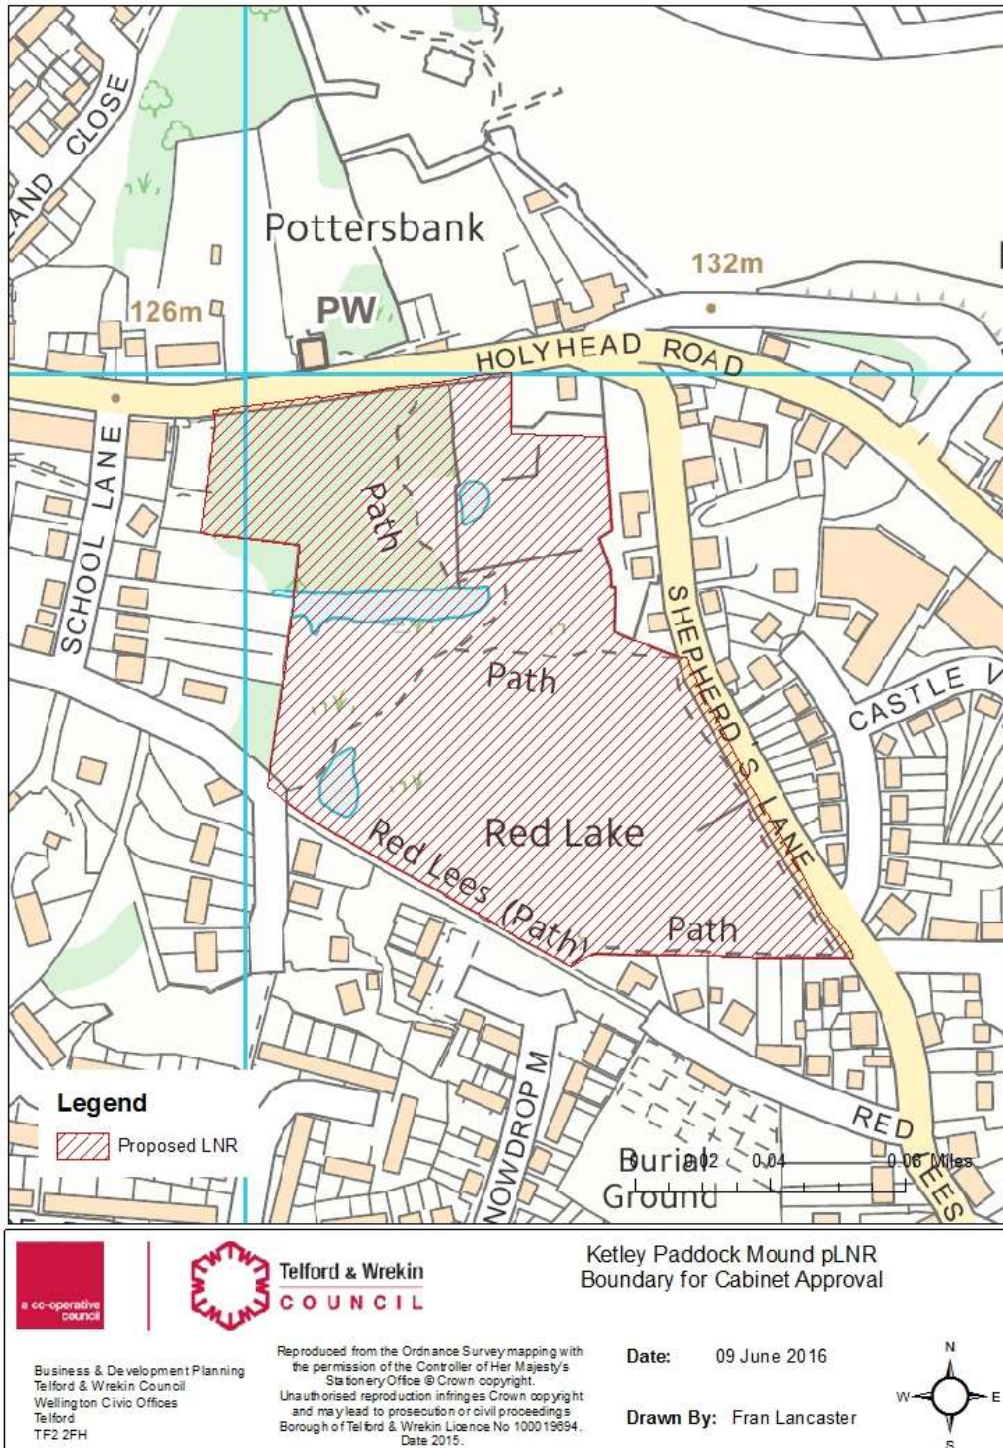 LAND CLOSE
Pottersbank
132m
126m
PW
HOLYHEAD ROAD
SCHOOL LANE
Path
SHEPHERD'S LANE
Path
CASTLE V
Red Lake
Red Lees (Path)
Path
Legend
Proposed LNR
NOWDROP M
RED LEES
Burial
Ground
0 0.02 0.04 0.06 Miles
a co-operative
council
Telford & Wrekin
COUNCIL
Ketley Paddock Mound pLNR
Boundary for Cabinet Approval
Business & Development Planning
Telford & Wrekin Council
Wellington Civic Offices
Telford
TF2 2FH
Reproduced from the Ordnance Survey mapping with
the permission of the Controller of Her Majesty's
Stationery Office © Crown copyright.
Unauthorised reproduction infringes Crown copyright
and may lead to prosecution or civil proceedings
Borough of Telford & Wrekin Licence No 100019694.
Date 2015.
Date: 09 June 2016
Drawn By: Fran Lancaster
N
W E
S